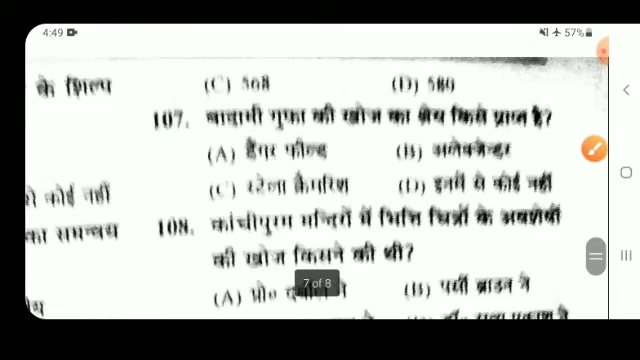 4:49
57%
के शिल्प
(C) 568 (D) 580
107. बादामी गुफा की खोज का श्रेय किसे प्राप्त है?
(A) डैंगर फील्ड (B) अलेक्जेन्डर
से कोई नहीं
(C) स्टेला क्रैमरिश (D) इनमें से कोई नहीं
का समन्वय
108. कांचीपुरम मन्दिरों में भित्ति चित्रों के अवशेषों
की खोज किसने की थी?
7 of 8
(A) प्रो० ने (B) पर्सी ब्राउन ने